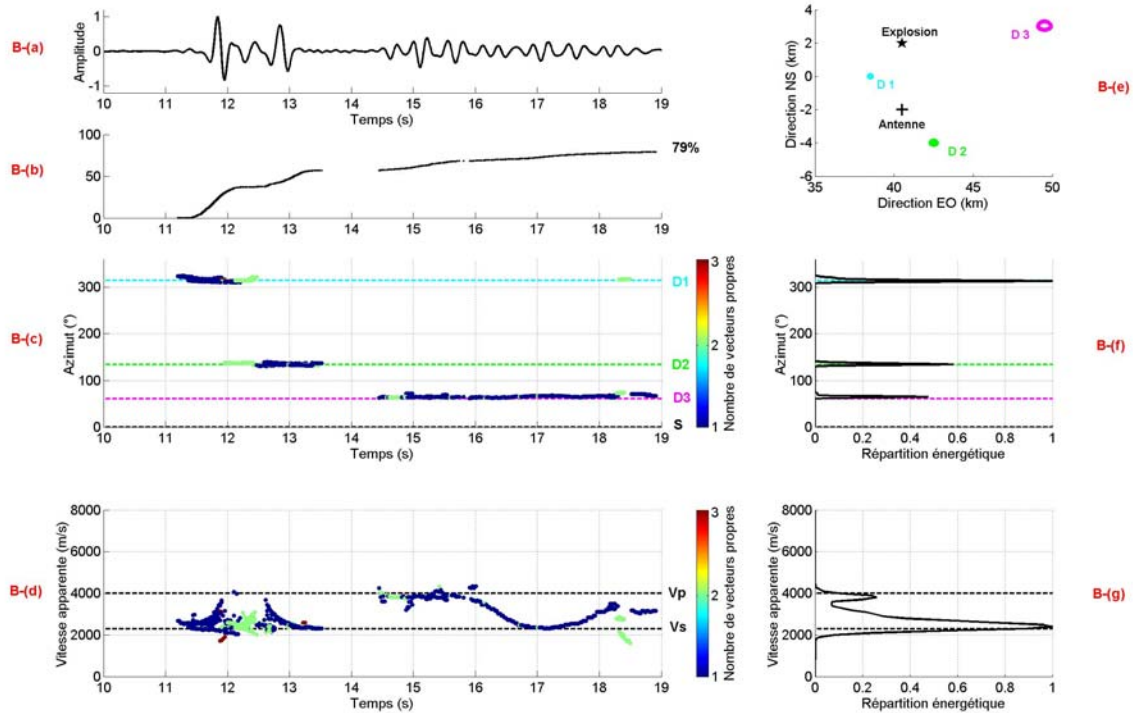 B-(a)
Amplitude
1
0
-1
10 11 12 13 14 15 16 17 18 19
Temps (s)
B-(b)
100
50
0
79%
10 11 12 13 14 15 16 17 18 19
B-(c)
Azimut (°)
300
200
100
0
D1
D2
D3
S
10 11 12 13 14 15 16 17 18 19
Temps (s)
3
2
1
Nombre de vecteurs propres
B-(d)
Vitesse apparente (m/s)
8000
6000
4000
2000
0
Vp
Vs
10 11 12 13 14 15 16 17 18 19
Temps (s)
3
2
1
Nombre de vecteurs propres
B-(e)
Direction NS (km)
4
2
0
-2
-4
-6
Explosion
D 3
D 1
Antenne
D 2
35 40 45 50
Direction EO (km)
B-(f)
Azimut (°)
300
200
100
0
0 0.2 0.4 0.6 0.8 1
Répartition énergétique
B-(g)
Vitesse apparente (m/s)
8000
6000
4000
2000
0
0 0.2 0.4 0.6 0.8 1
Répartition énergétique